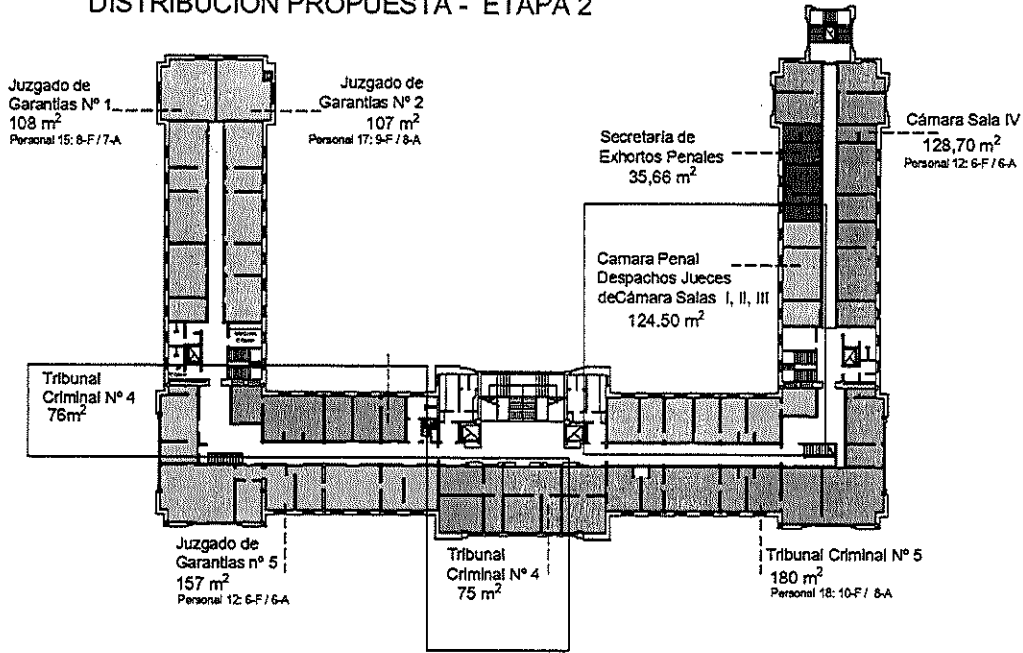 DISTRIBUCION PROPUESTA - ETAPA 2
Juzgado de
Garantías Nº 1
108 m²
Personal 15: 8-F / 7-A
Juzgado de
Garantías Nº 2
107 m²
Personal 17: 9-F / 8-A
Secretaría de
Exhortos Penales
35,66 m²
Cámara Sala IV
128,70 m²
Personal 12: 6-F / 6-A
Camara Penal
Despachos Jueces
deCámara Salas I, II, III
124.50 m²
Tribunal
Criminal Nº 4
76m²
Juzgado de
Garantías nº 5
157 m²
Personal 12: 6-F / 6-A
Tribunal
Criminal Nº 4
75 m²
Tribunal Criminal Nº 5
180 m²
Personal 18: 10-F / 8-A